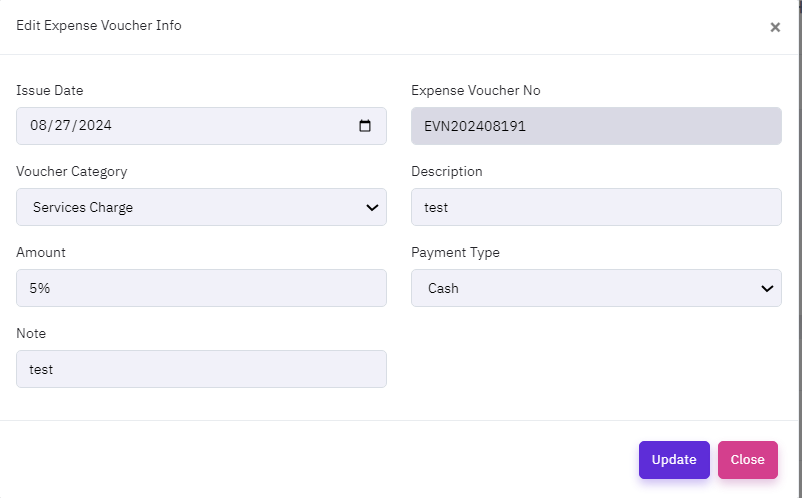 Edit Expense Voucher Info
×
Issue Date
Expense Voucher No
08/27/2024
EVN202408191
Voucher Category
Description
Services Charge
test
Amount
Payment Type
5%
Cash
Note
test
Update
Close